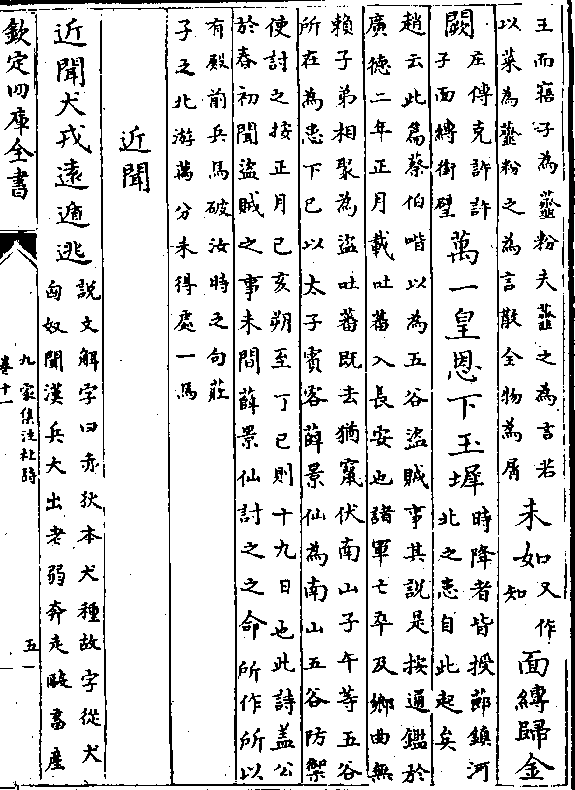 王而寤子為虀粉夫虀之為言若
以菜為虀粉之為言散全物為屑
未如
又作
知
面縛歸金
闕
左傳克許許
子面縛銜璧
萬一皇恩下玉墀
時降者皆授節鎮河
北之患自此起矣
趙云此篇蔡伯喈以為五谷盜賊事其說是按通鑑於
廣德二年正月載吐蕃入長安也諸軍亡卒及鄉曲無
賴子弟相聚為盜吐蕃既去猶竄伏南山子午等五谷
所在為患下已以太子賓客薛景仙為南山五谷防禦
使討之按正月己亥朔至丁巳則十九日也此詩盖公
於春初聞盜賊之事未聞薛景仙討之之命所作所以
有殿前兵馬破汝時之句莊
子之北游萬分未得處一焉
近聞
近聞犬戎遠遁逃
說文解字曰赤狄本犬種故字從犬
匈奴聞漢兵大出老弱奔走敺畜產
欽定四庫全書
卷十一
九家集注杜詩
五